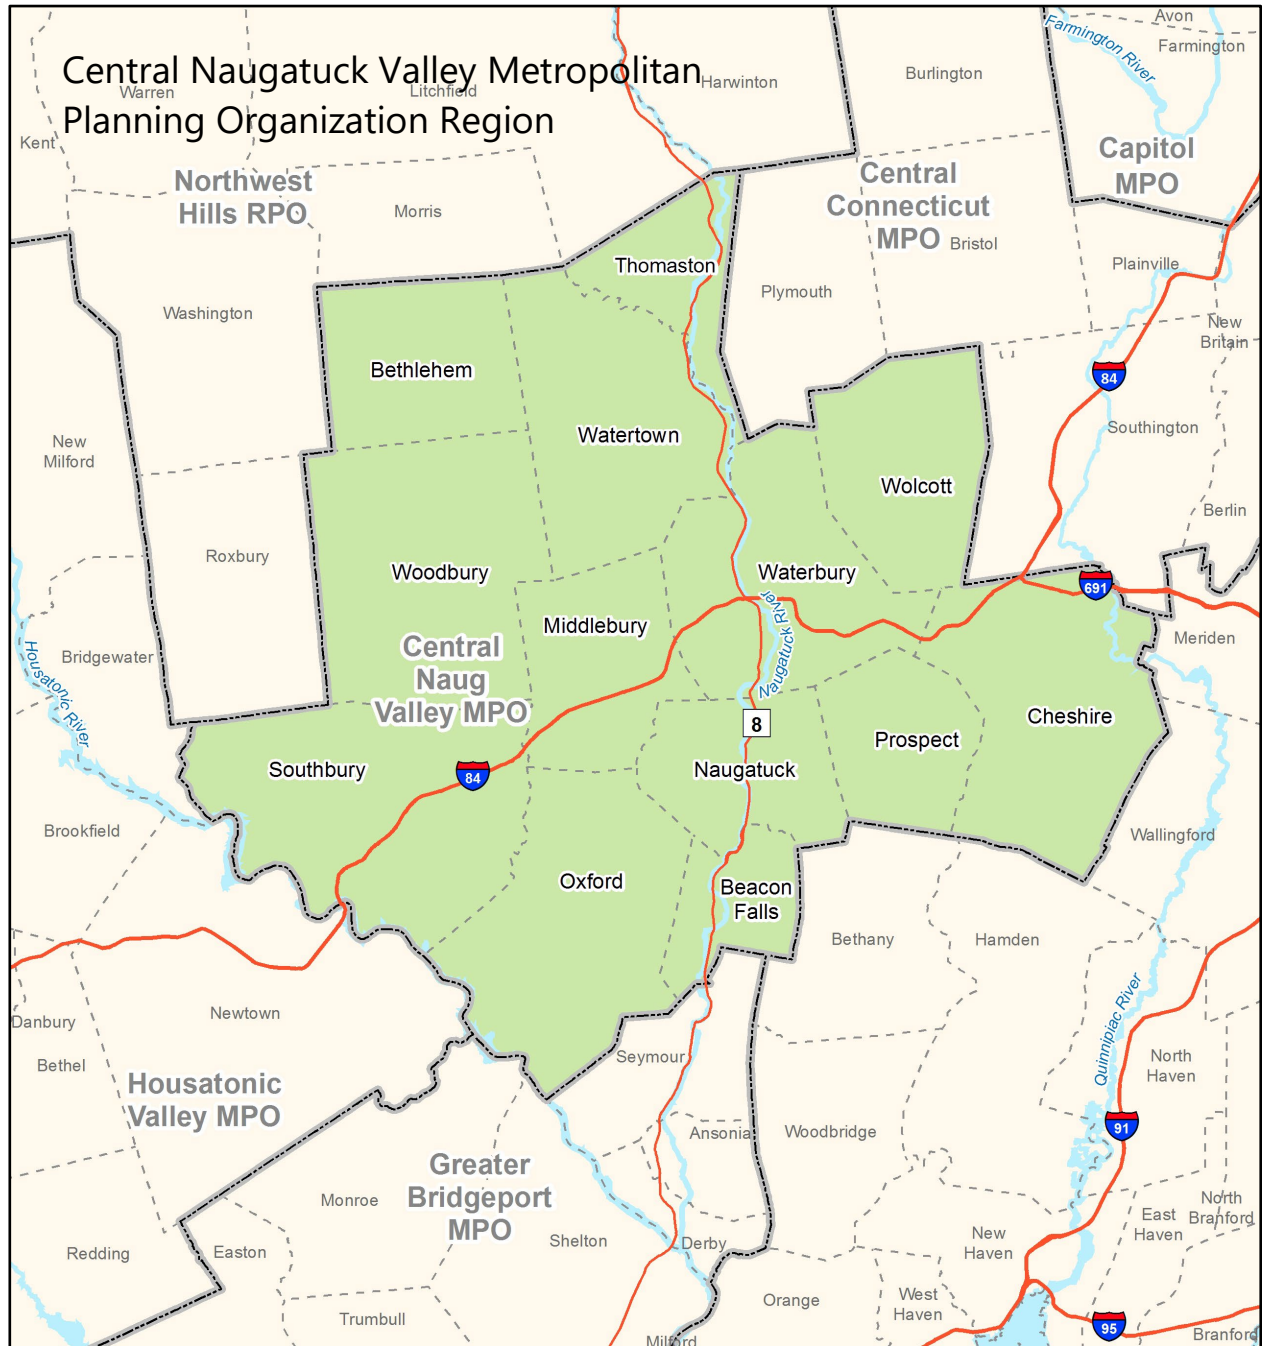 Central Naugatuck Valley Metropolitan
Planning Organization Region
Avon
Farmington River
Farmington
Harwinton
Burlington
Warren
Litchfield
Kent
Capitol
MPO
Northwest
Hills RPO
Central
Connecticut
MPO
Morris
Bristol
Thomaston
Plainville
Plymouth
Washington
New
Britain
Bethlehem
84
Watertown
Southington
New
Milford
Wolcott
Berlin
Roxbury
Woodbury
Waterbury
691
Middlebury
Naugatuck River
Meriden
Central
Naug
Valley MPO
Bridgewater
Housatonic River
8
Cheshire
Prospect
Southbury
84
Naugatuck
Brookfield
Wallingford
Oxford
Beacon
Falls
Bethany
Hamden
Newtown
Danbury
Quinnipiac River
Bethel
Seymour
North
Haven
Housatonic
Valley MPO
91
Ansonia
Woodbridge
Greater
Bridgeport
MPO
Monroe
North
Branford
East
Haven
New
Haven
Shelton
Derby
Redding
Easton
Orange
West
Haven
Trumbull
95
Branford
Milford